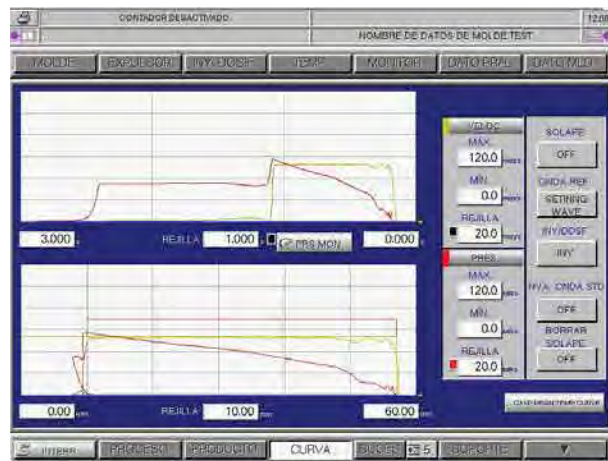 CONTADOR DESACTIVADO
NOMBRE DE DATOS DE MOLDE TEST
MOLDE EXPULSOR INY/DOSIF TEMP MONITOR DATO PRAL DATO MLD
VELOC
MAX.
120.0
MIN.
0.0
REJILLA
20.0
SOLAPE
OFF
ONDA REF
SETTING WAVE
INY/DOSF
INY
3.000 REJILLA 1.000 PRS MON. 0.000
PRES
MAX.
120.0
MIN.
0.0
REJILLA
20.0
NVA. ONDA STD
OFF
BORRAR
SOLAPE
OFF
0.00 REJILLA 10.00 60.00
PROCESO PRODUCTO CURVA 5 SOPORTE